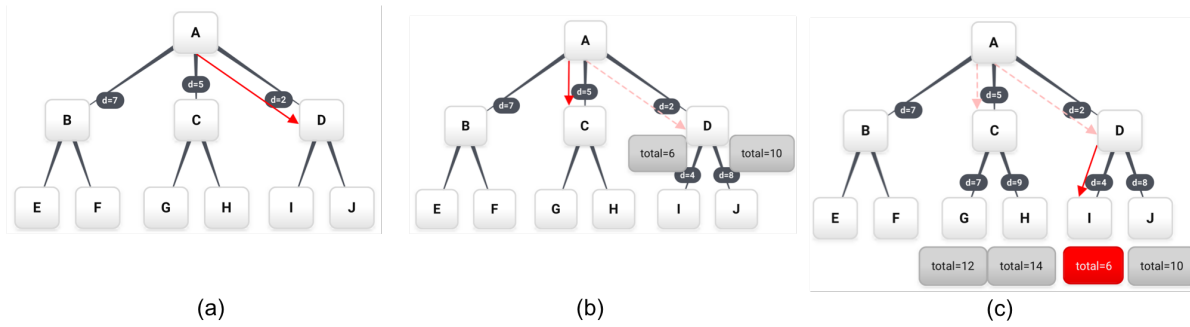 A
d=7 d=5 d=2
B C D
E F G H I J
(a)
A
d=7 d=5 d=2
B C D
total=6 total=10
d=4 d=8
E F G H I J
(b)
A
d=7 d=5 d=2
B C D
d=7 d=9 d=4 d=8
E F G H I J
total=12 total=14 total=6 total=10
(c)